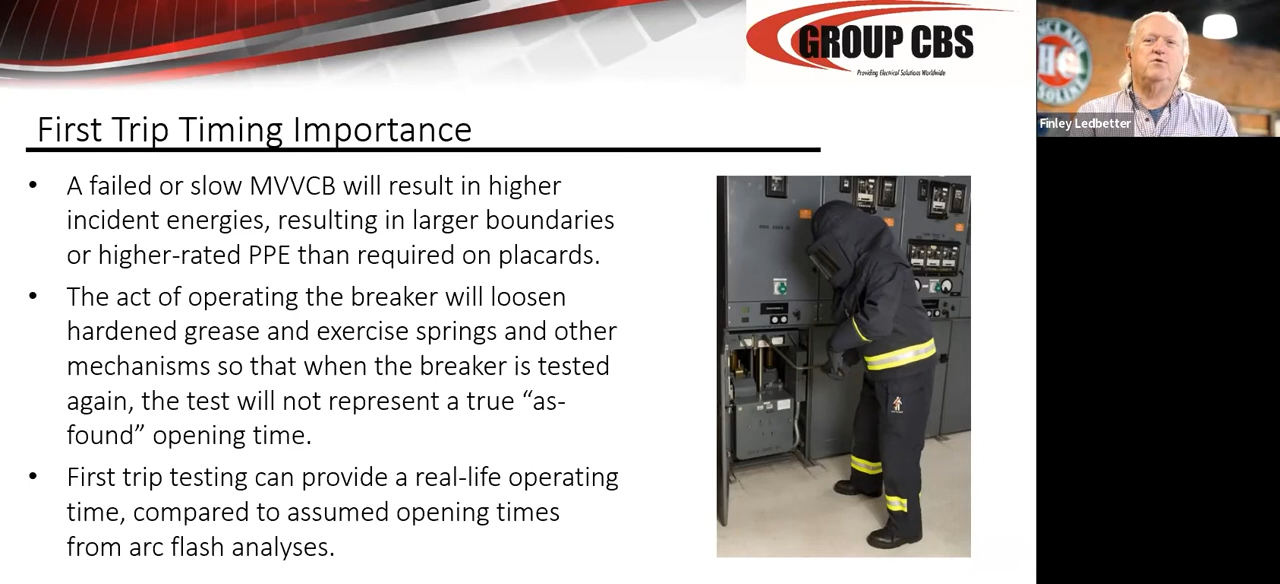 GROUP CBS
Providing Electrical Solutions Worldwide
Finley Ledbetter
First Trip Timing Importance
• A failed or slow MVVCB will result in higher
incident energies, resulting in larger boundaries
or higher-rated PPE than required on placards.
• The act of operating the breaker will loosen
hardened grease and exercise springs and other
mechanisms so that when the breaker is tested
again, the test will not represent a true “as-
found” opening time.
• First trip testing can provide a real-life operating
time, compared to assumed opening times
from arc flash analyses.